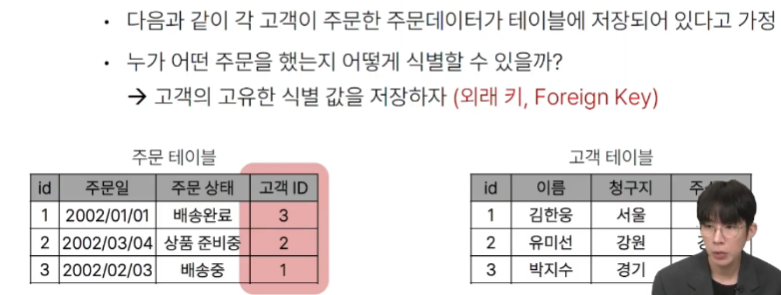 • 다음과 같이 각 고객이 주문한 주문데이터가 테이블에 저장되어 있다고 가정
• 누가 어떤 주문을 했는지 어떻게 식별할 수 있을까?
→ 고객의 고유한 식별 값을 저장하자 (외래 키, Foreign Key)
주문 테이블
id 주문일 주문 상태 고객 ID
1 2002/01/01 배송완료 3
2 2002/03/04 상품 준비중 2
3 2002/02/03 배송중 1
고객 테이블
id 이름 청구지
1 김한웅 서울
2 유미선 강원
3 박지수 경기